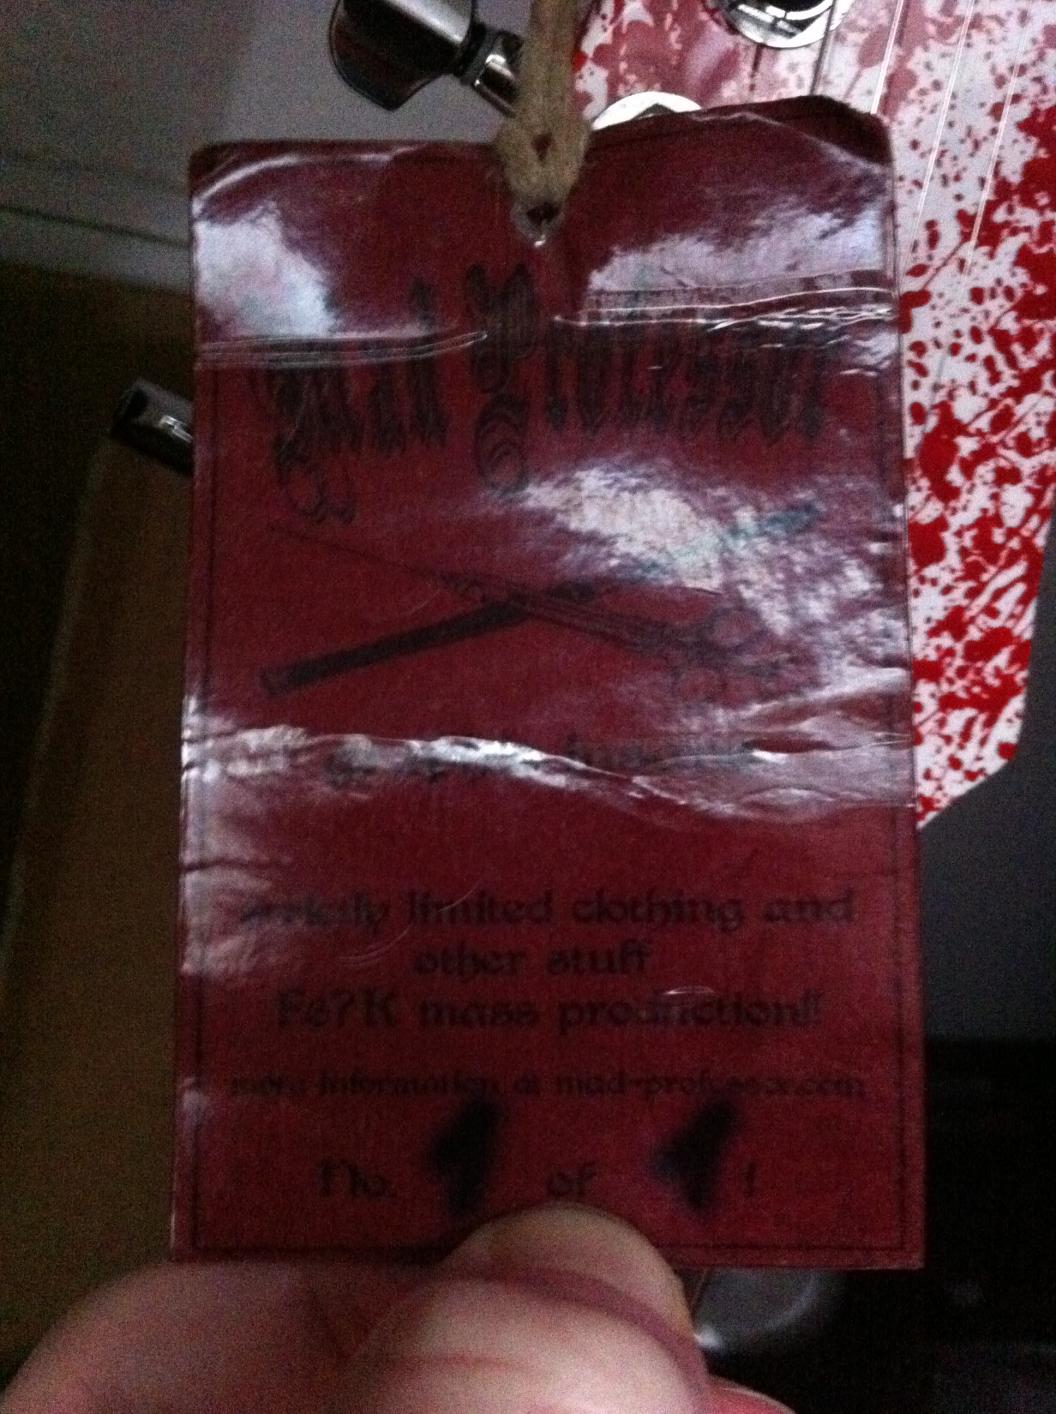 Mad Professor
strictly limited clothing and
other stuff
F@?K mass production!!
more information at mad-professor.com
No. 1 of 1 !